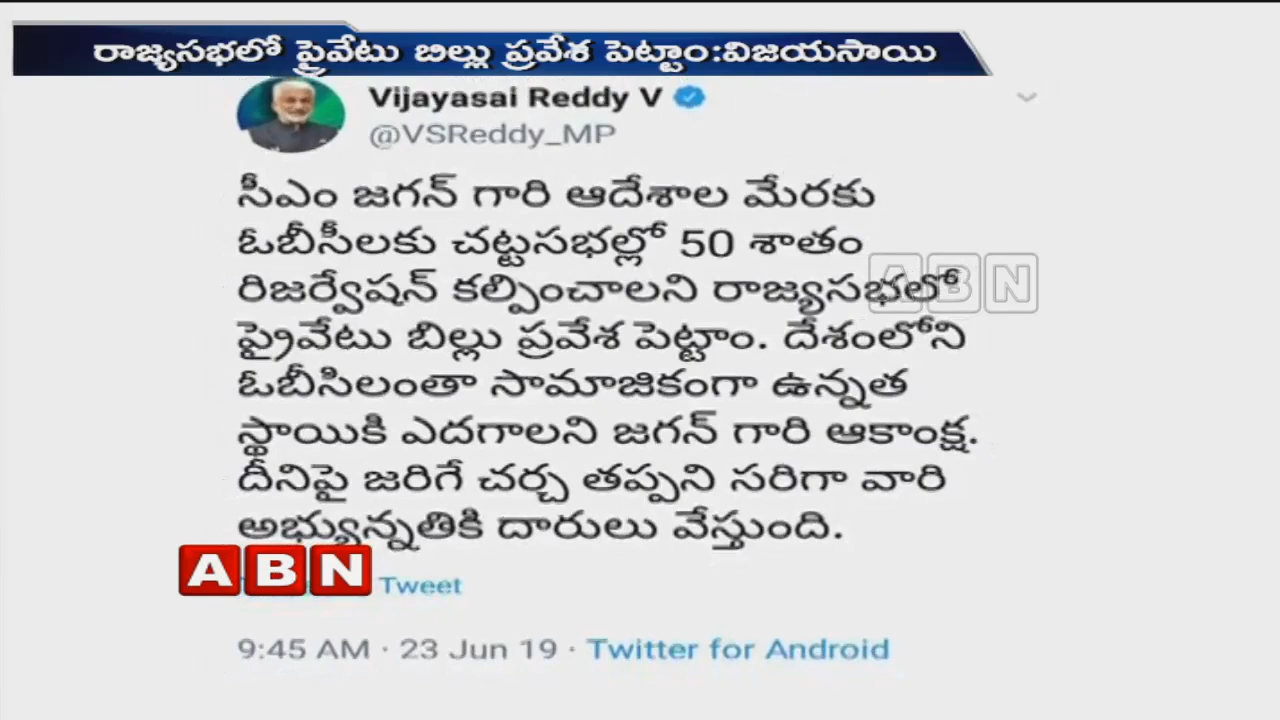 రాజ్యసభలో ప్రైవేటు బిల్లు ప్రవేశ పెట్టాం:విజయసాయి
Vijayasai Reddy V
@VSReddy_MP
సీఎం జగన్ గారి ఆదేశాల మేరకు
ఓబీసీలకు చట్టసభల్లో 50 శాతం
రిజర్వేషన్ కల్పించాలని రాజ్యసభలో
ప్రైవేటు బిల్లు ప్రవేశ పెట్టాం. దేశంలోని
ఓబీసిలంతా సామాజికంగా ఉన్నత
స్థాయికి ఎదగాలని జగన్ గారి ఆకాంక్ష.
దీనిపై జరిగే చర్చ తప్పని సరిగా వారి
అభ్యున్నతికి దారులు వేస్తుంది.
ABN
ABN
Tweet
9:45 AM · 23 Jun 19 · Twitter for Android